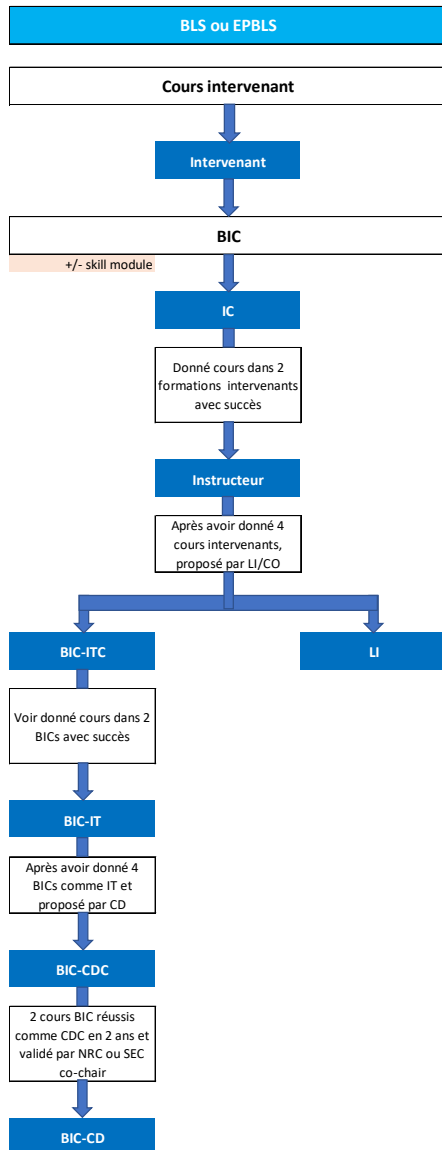 BLS ou EPBLS
Cours intervenant
Intervenant
BIC
+/- skill module
IC
Donné cours dans 2
formations intervenants
avec succès
Instructeur
Après avoir donné 4
cours intervenants,
proposé par LI/CO
BIC-ITC
LI
Voir donné cours dans 2
BICs avec succès
BIC-IT
Après avoir donné 4
BICs comme IT et
proposé par CD
BIC-CDC
2 cours BIC réussis
comme CDC en 2 ans et
validé par NRC ou SEC
co-chair
BIC-CD